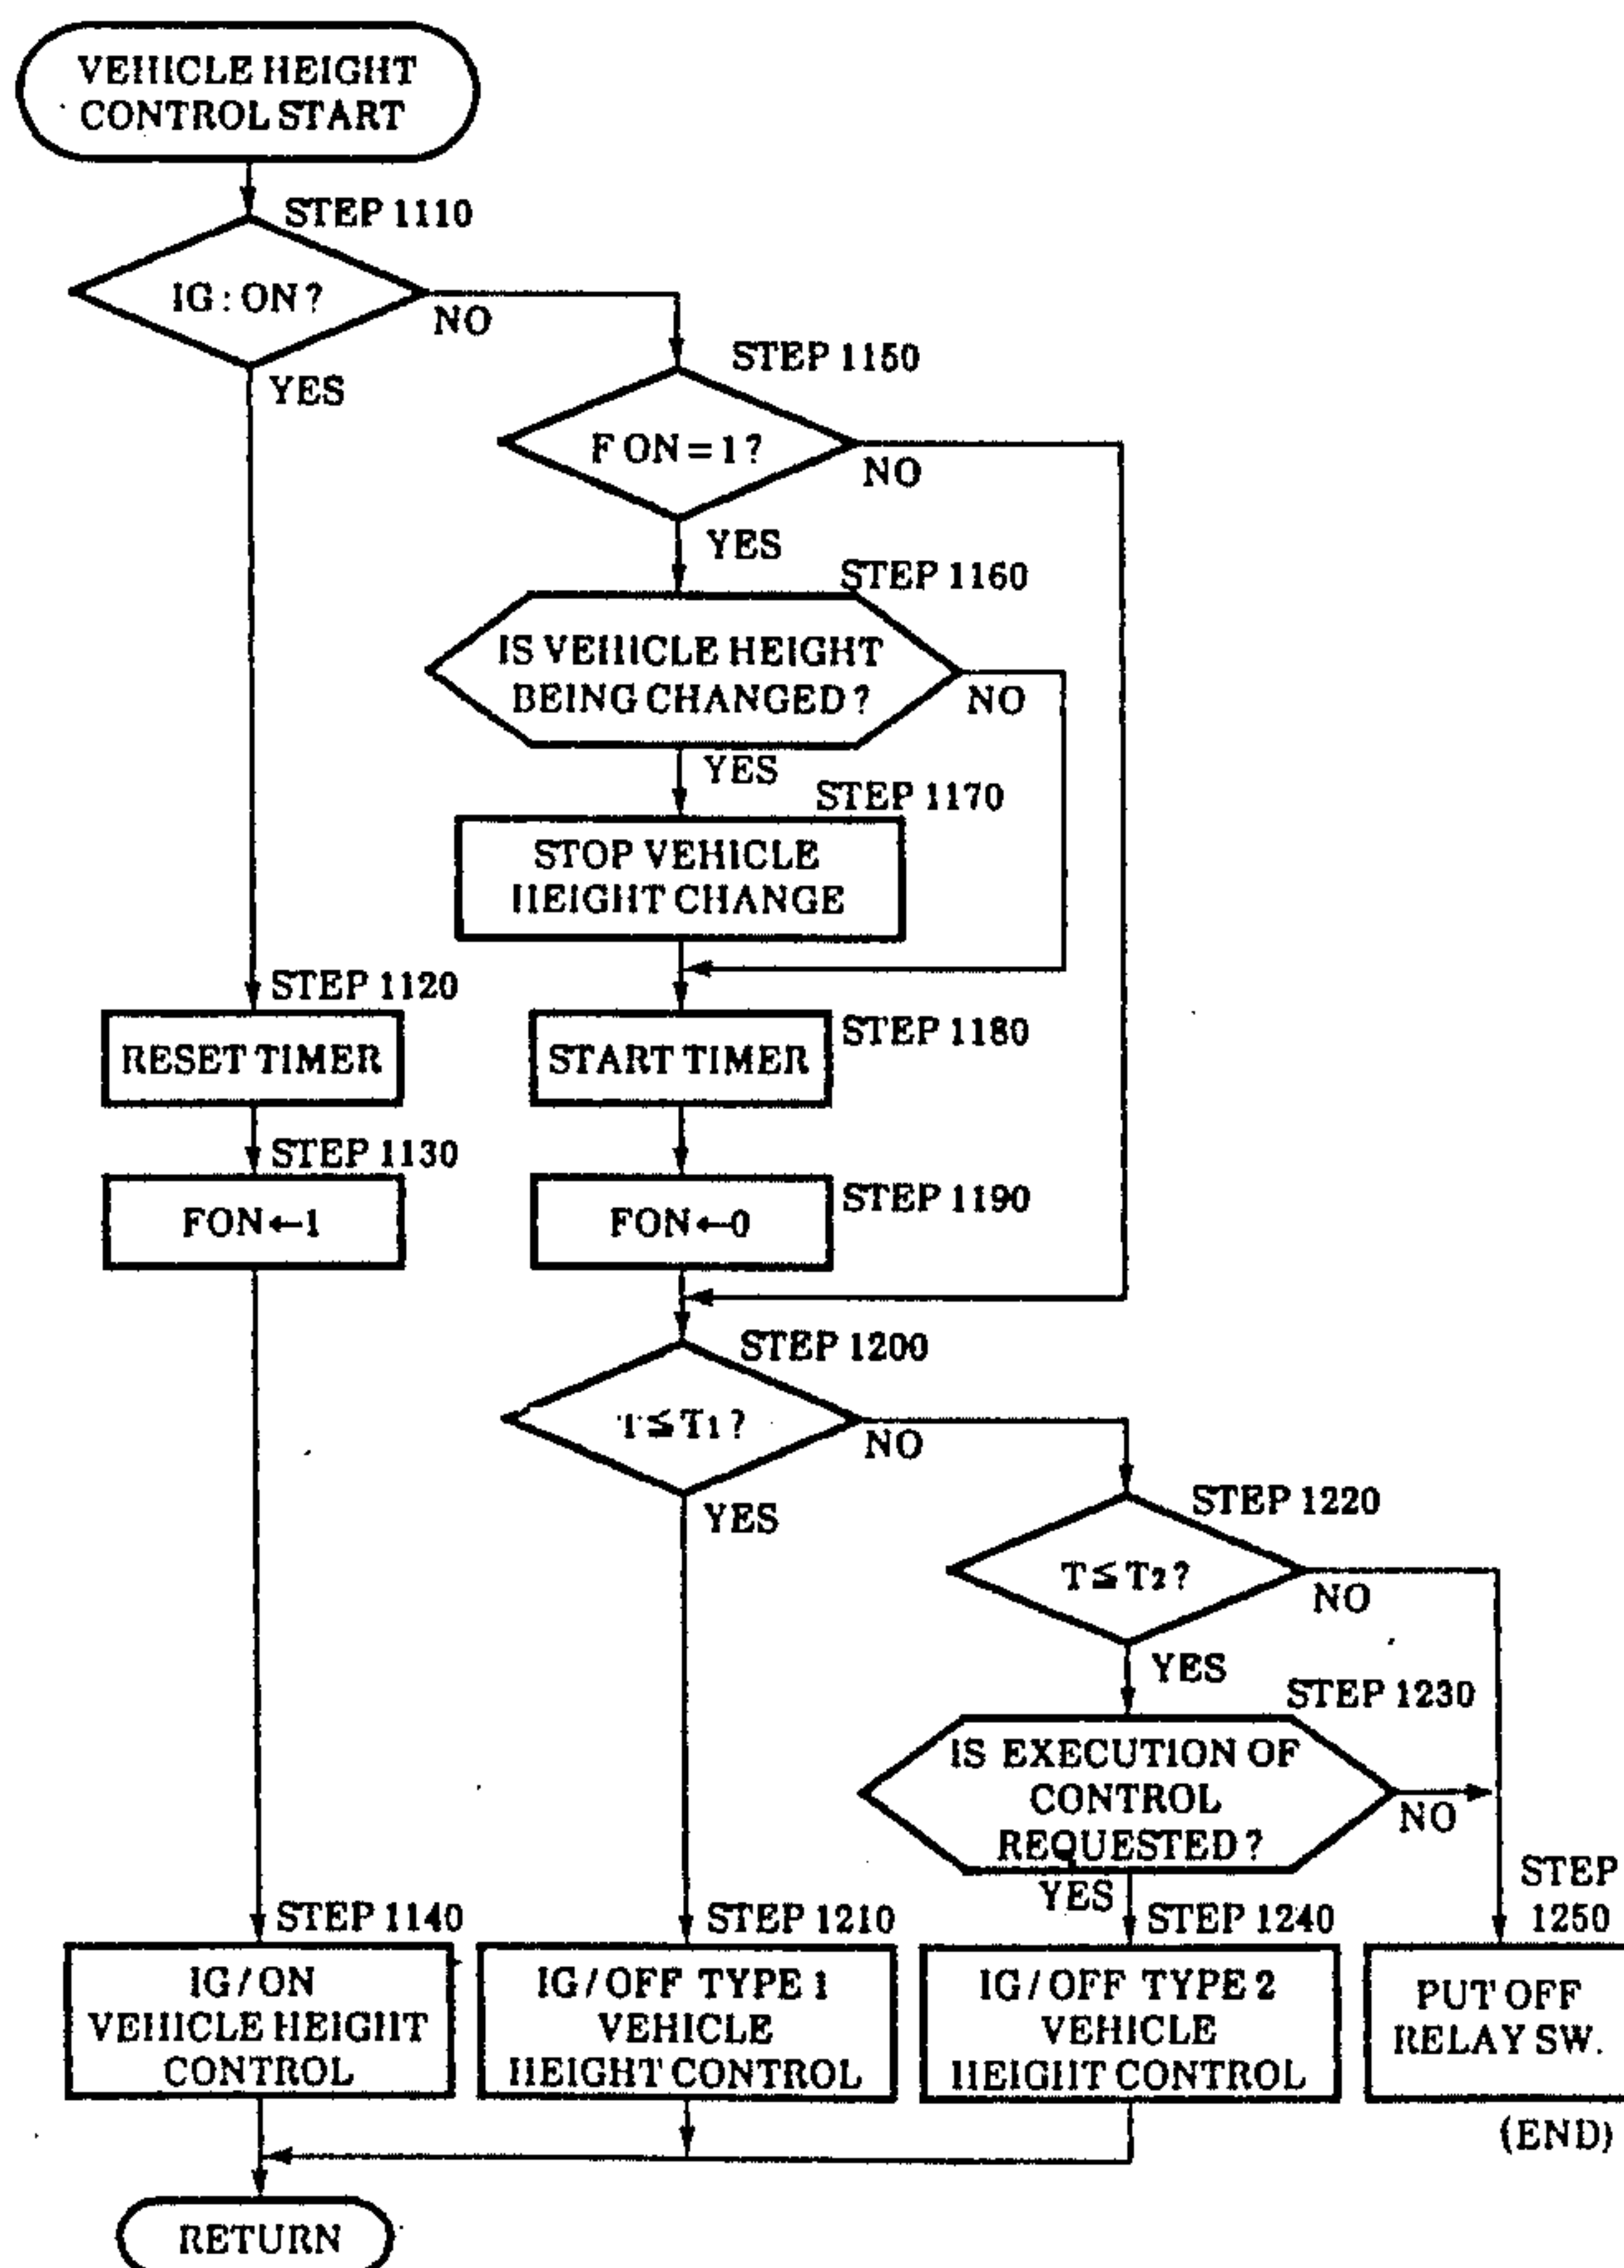 VEHICLE HEIGHT
CONTROL START
STEP 1110
IG : ON ?
NO
YES
STEP 1150
F ON = 1 ?
NO
YES
STEP 1160
IS VEHICLE HEIGHT
BEING CHANGED ?
NO
YES
STEP 1170
STOP VEHICLE
HEIGHT CHANGE
STEP 1120
RESET TIMER
STEP 1180
START TIMER
STEP 1130
FON←1
STEP 1190
FON←0
STEP 1200
T≦T1 ?
NO
YES
STEP 1220
T≦T2 ?
NO
YES
STEP 1230
IS EXECUTION OF
CONTROL
REQUESTED ?
NO
YES
STEP 1140
IG / ON
VEHICLE HEIGHT
CONTROL
STEP 1210
IG / OFF TYPE 1
VEHICLE
HEIGHT CONTROL
STEP 1240
IG / OFF TYPE 2
VEHICLE
HEIGHT CONTROL
STEP
1250
PUT OFF
RELAY SW.
(END)
RETURN